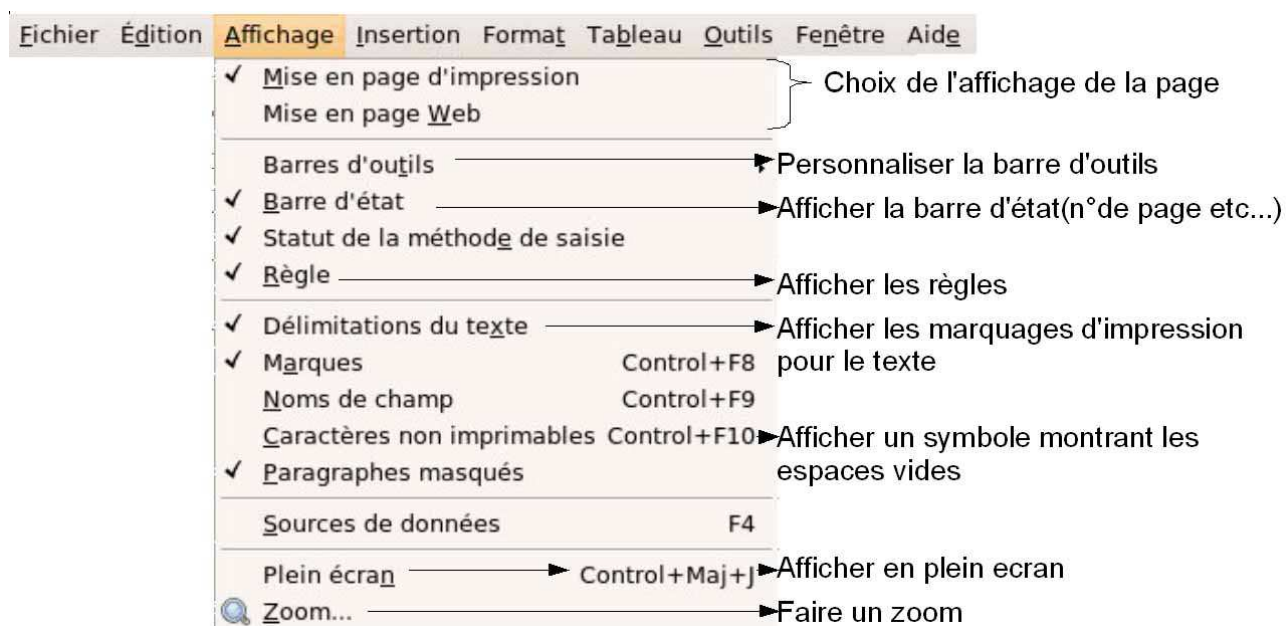 Fichier Édition Affichage Insertion Format Tableau Outils Fenêtre Aide
Mise en page d'impression
Choix de l'affichage de la page
Mise en page Web
Barres d'outils
Personnaliser la barre d'outils
Barre d'état
Afficher la barre d'état(n°de page etc...)
Statut de la méthode de saisie
Règle
Afficher les règles
Délimitations du texte
Afficher les marquages d'impression
pour le texte
Marques Control+F8
Noms de champ Control+F9
Caractères non imprimables Control+F10
Afficher un symbole montrant les
espaces vides
Paragraphes masqués
Sources de données F4
Plein écran Control+Maj+J
Afficher en plein ecran
Zoom...
Faire un zoom